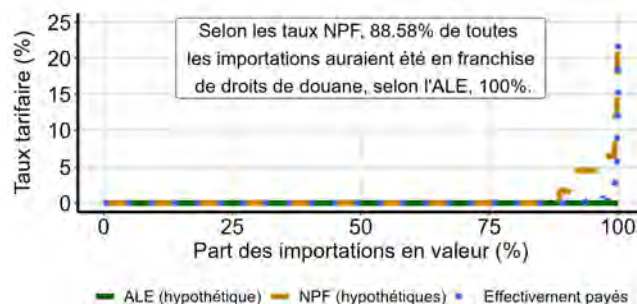 Selon les taux NPF, 88.58% de toutes
les importations auraient été en franchise
de droits de douane, selon l'ALE, 100%.
Taux tarifaire (%)
25
20
15
10
5
0
0
25
50
75
100
Part des importations en valeur (%)
ALE (hypothétique)
NPF (hypothétiques)
Effectivement payés